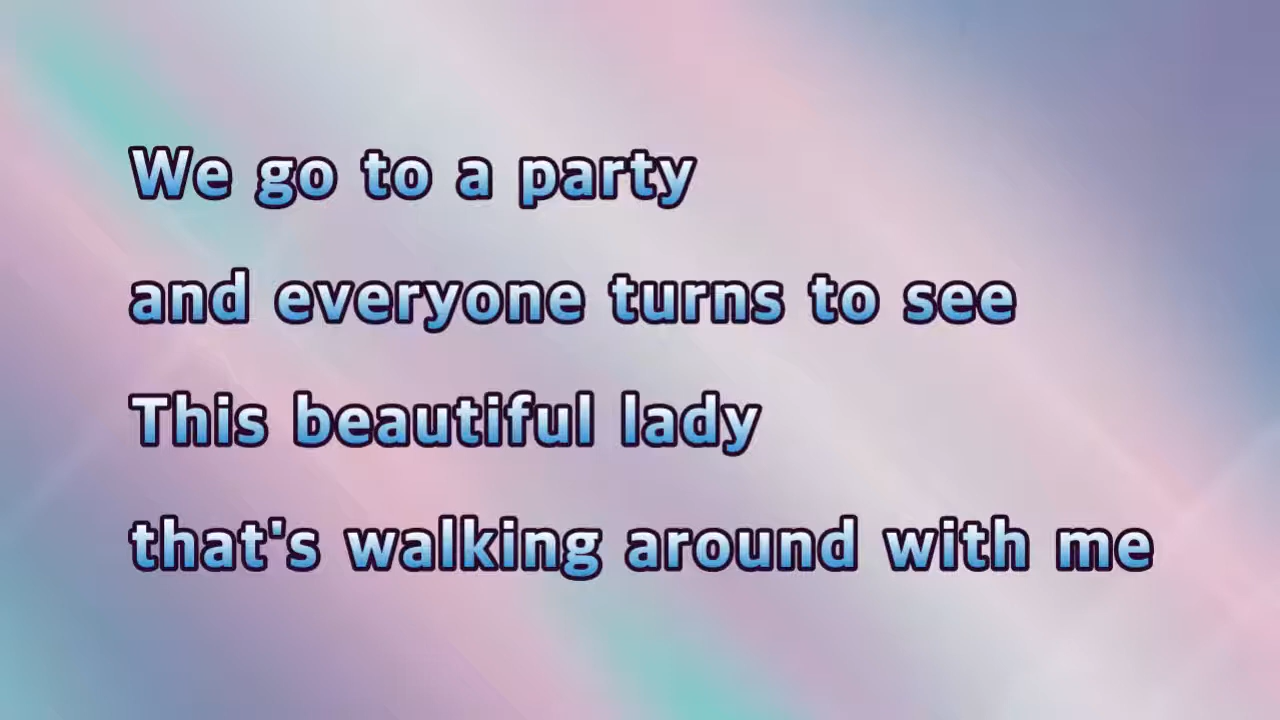 We go to a party
and everyone turns to see
This beautiful lady
that's walking around with me